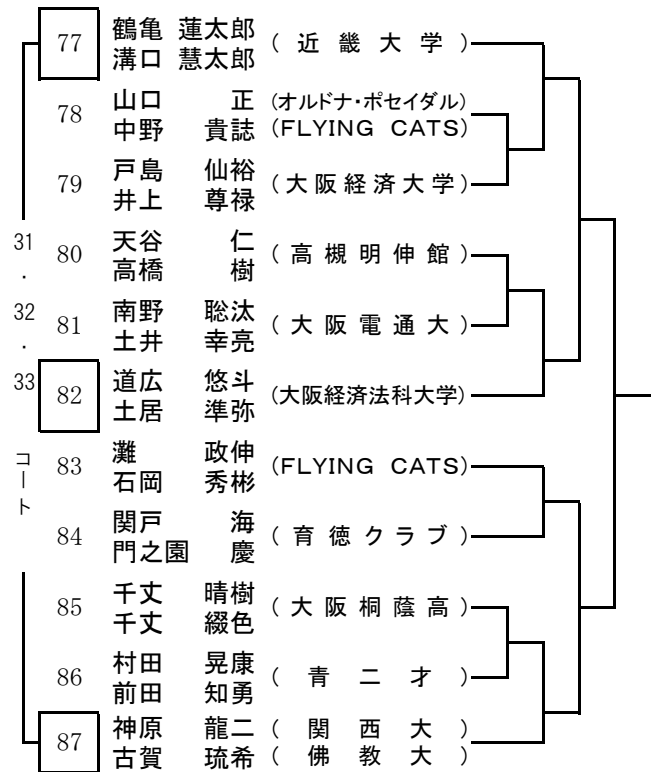 77 鶴亀 蓮太郎 (近畿大学)
溝口 慧太郎
78 山口 正 (オルドナ・ポセイダル)
中野 貴誌 (FLYING CATS)
79 戸島 仙裕 (大阪経済大学)
井上 尊禄
80 天谷 仁 (高槻明伸館)
高橋 樹
81 南野 聡汰 (大阪電通大)
土井 幸亮
82 道広 悠斗 (大阪経済法科大学)
土居 準弥
83 灘 政伸 (FLYING CATS)
石岡 秀彬
84 関戸 海 (育徳クラブ)
門之園 慶
85 千丈 晴樹 (大阪桐蔭高)
千丈 綴色
86 村田 晃康 (青二才)
前田 知勇
87 神原 龍二 (関西大)
古賀 琉希 (佛教大)
31・32・33 コート